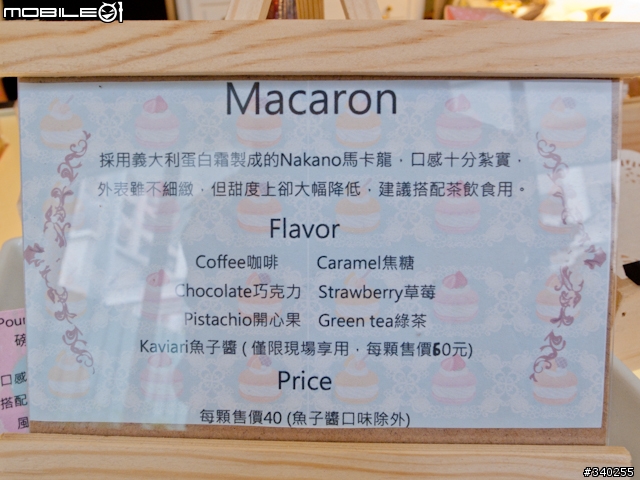 MOBILE01
Macaron
採用義大利蛋白霜製成的Nakano馬卡龍，口感十分紮實，
外表雖不細緻，但甜度上卻大幅降低，建議搭配茶飲食用。
Flavor
Coffee咖啡 Caramel焦糖
Chocolate巧克力 Strawberry草莓
Pistachio開心果 Green tea綠茶
Kaviari魚子醬 ( 僅限現場享用，每顆售價60元)
Price
每顆售價40 (魚子醬口味除外)
Pour
磅
口感
搭配
風
#340255